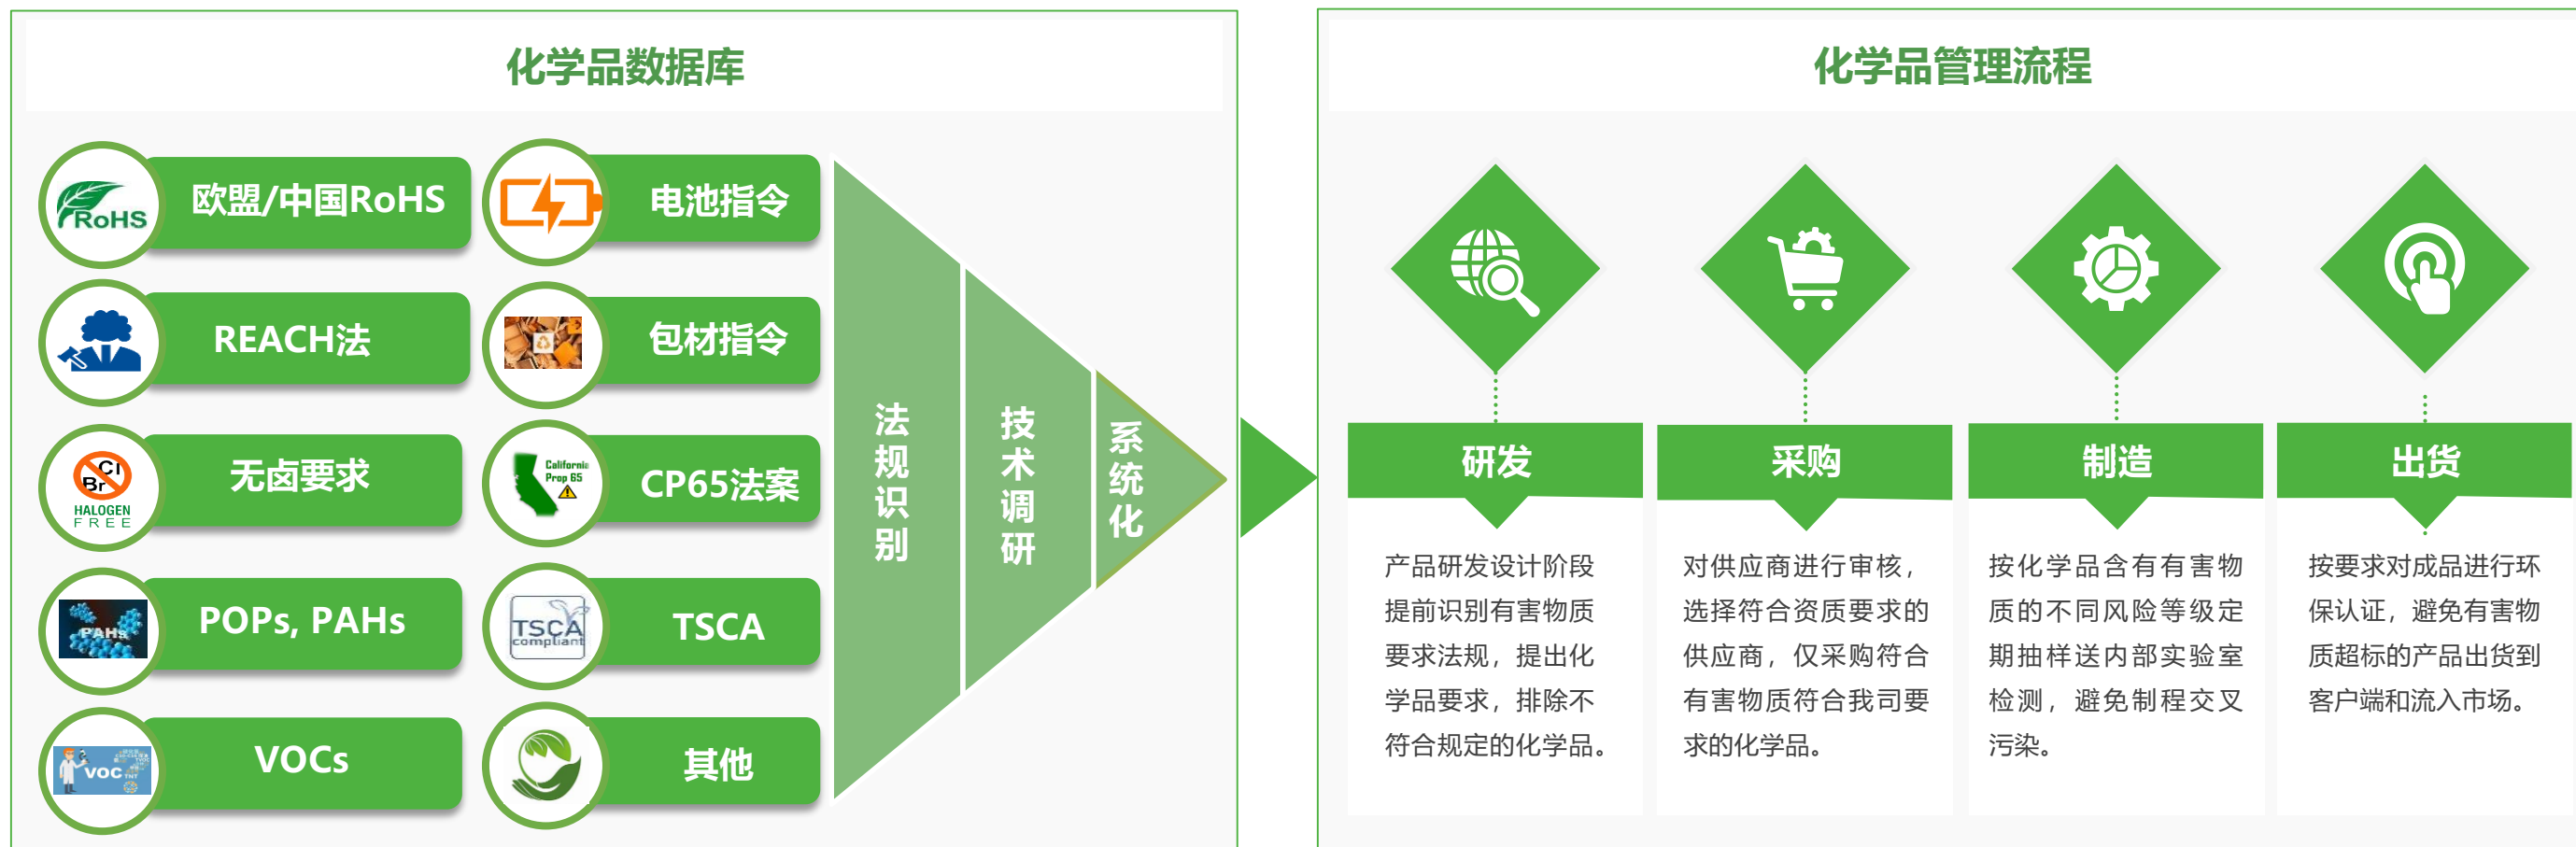 化学品数据库
RoHS
欧盟/中国RoHS
电池指令
REACH法
包材指令
Cl
Br
HALOGEN
FREE
无卤要求
California
Prop 65
CP65法案
PAHs
POPs, PAHs
TSCA
compliant
TSCA
VOC
VOCs
其他
法规识别
技术调研
系统化
化学品管理流程
研发
产品研发设计阶段
提前识别有害物质
要求法规，提出化
学品要求，排除不
符合规定的化学品。
采购
对供应商进行审核，
选择符合资质要求的
供应商，仅采购符合
有害物质符合我司要
求的化学品。
制造
按化学品含有有害物
质的不同风险等级定
期抽样送内部实验室
检测，避免制程交叉
污染。
出货
按要求对成品进行环
保认证，避免有害物
质超标的产品出货到
客户端和流入市场。